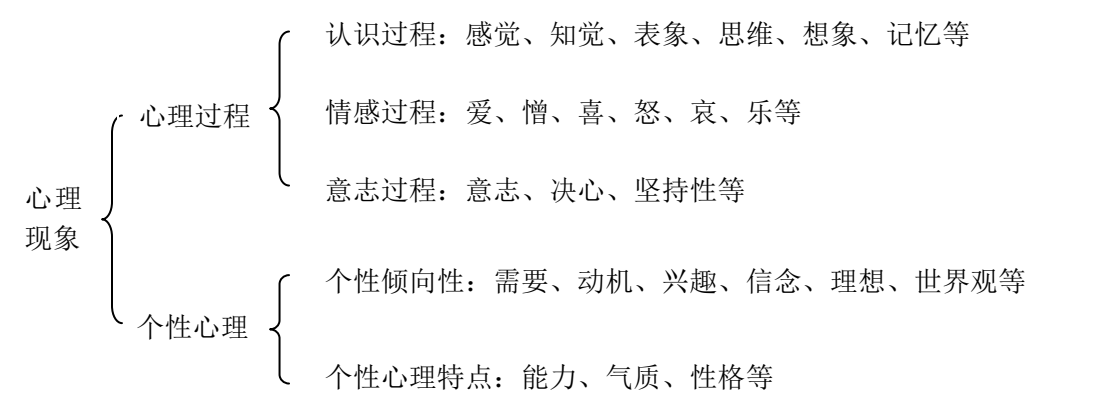 认识过程：感觉、知觉、表象、思维、想象、记忆等
心理过程
情感过程：爱、憎、喜、怒、哀、乐等
意志过程：意志、决心、坚持性等
心理
现象
个性倾向性：需要、动机、兴趣、信念、理想、世界观等
个性心理
个性心理特点：能力、气质、性格等